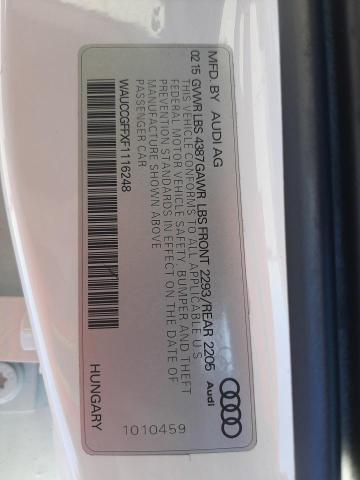 MFD. BY AUDI AG
02 15 GVWR LBS 4387 GAWR LBS FRONT 2293/REAR 2205
THIS VEHICLE CONFORMS TO ALL APPLICABLE U S
FEDERAL MOTOR VEHICLE SAFETY, BUMPER AND THEFT
PREVENTION STANDARDS IN EFFECT ON THE DATE OF
MANUFACTURE SHOWN ABOVE
PASSENGER CAR
WAUCCGFFXF1116248
HUNGARY
Audi
1010459